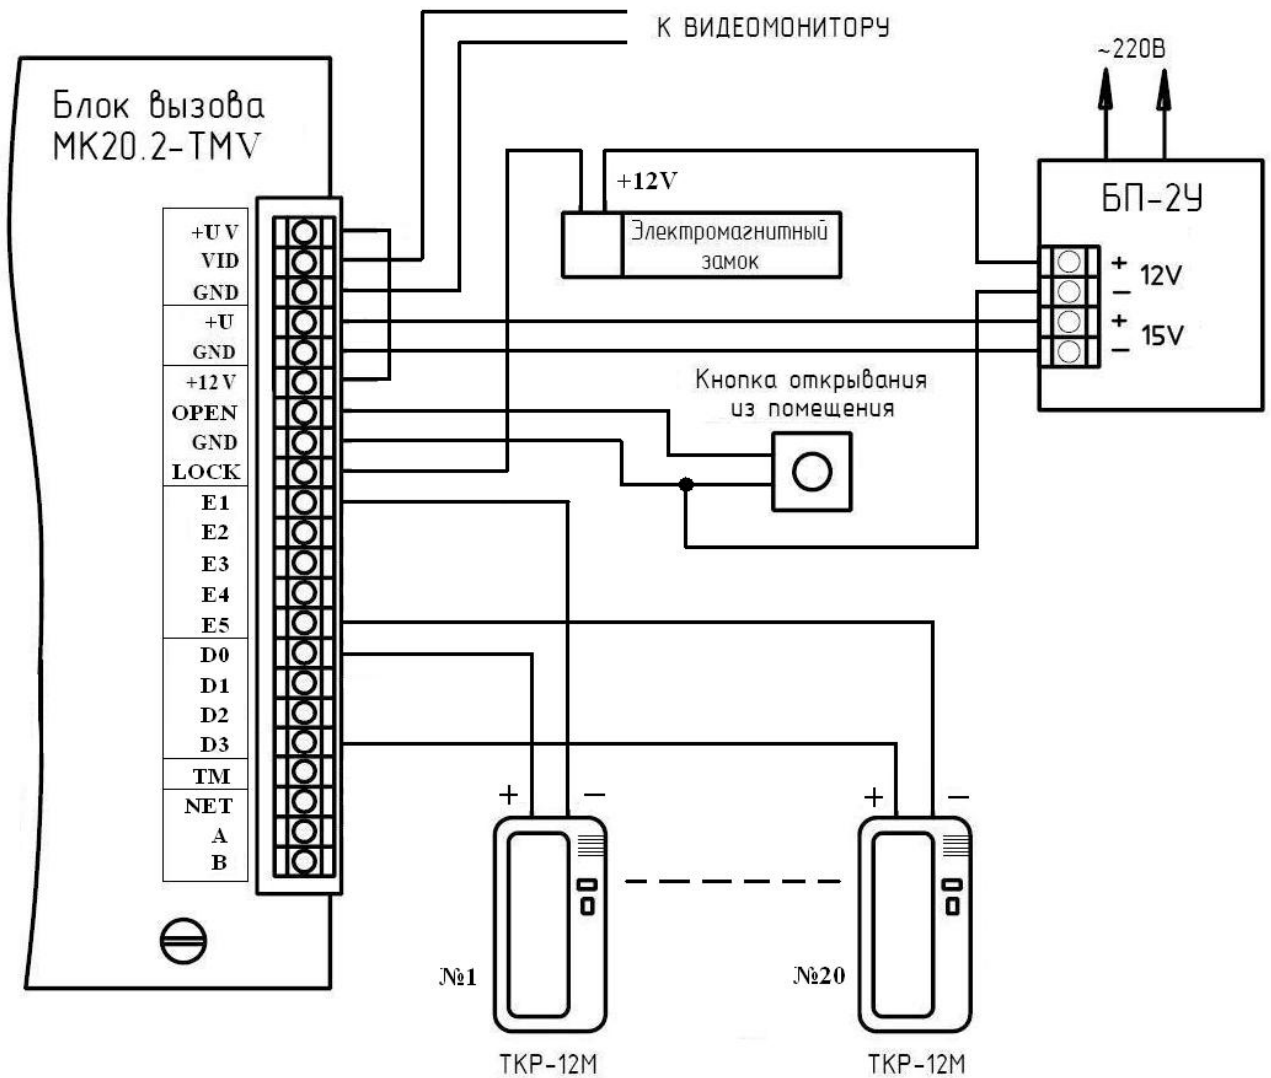 К ВИДЕОМОНИТОРУ
~220В
Блок вызова
МК20.2-TMV
+12V
БП-2У
Электромагнитный
замок
+U V
VID
GND
+U
GND
+12V
OPEN
GND
LOCK
E1
E2
E3
E4
E5
D0
D1
D2
D3
TM
NET
A
B
+
12V
−
+
15V
−
Кнопка открывания
из помещения
+ −
+ −
№1
№20
ТКР-12М
ТКР-12М